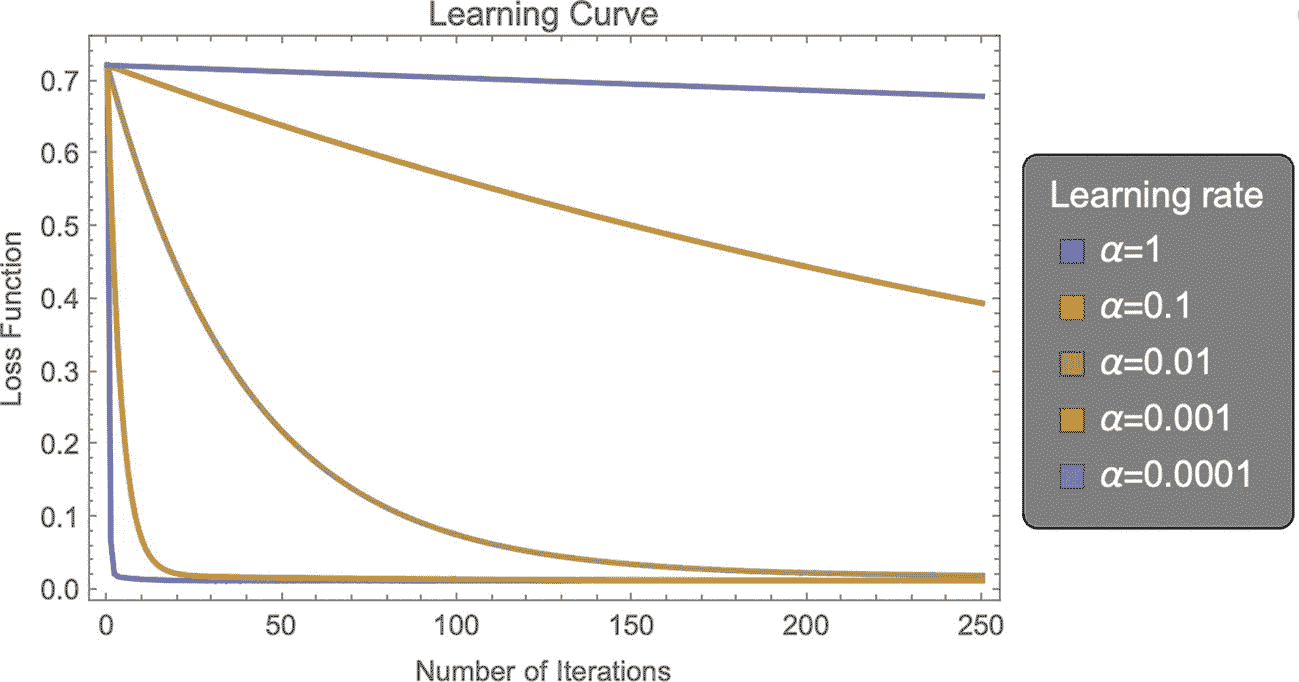 Learning Curve
0.7
0.6
0.5
0.4
0.3
0.2
0.1
0.0
Loss Function
0 50 100 150 200 250
Number of Iterations
Learning rate
α=1
α=0.1
α=0.01
α=0.001
α=0.0001